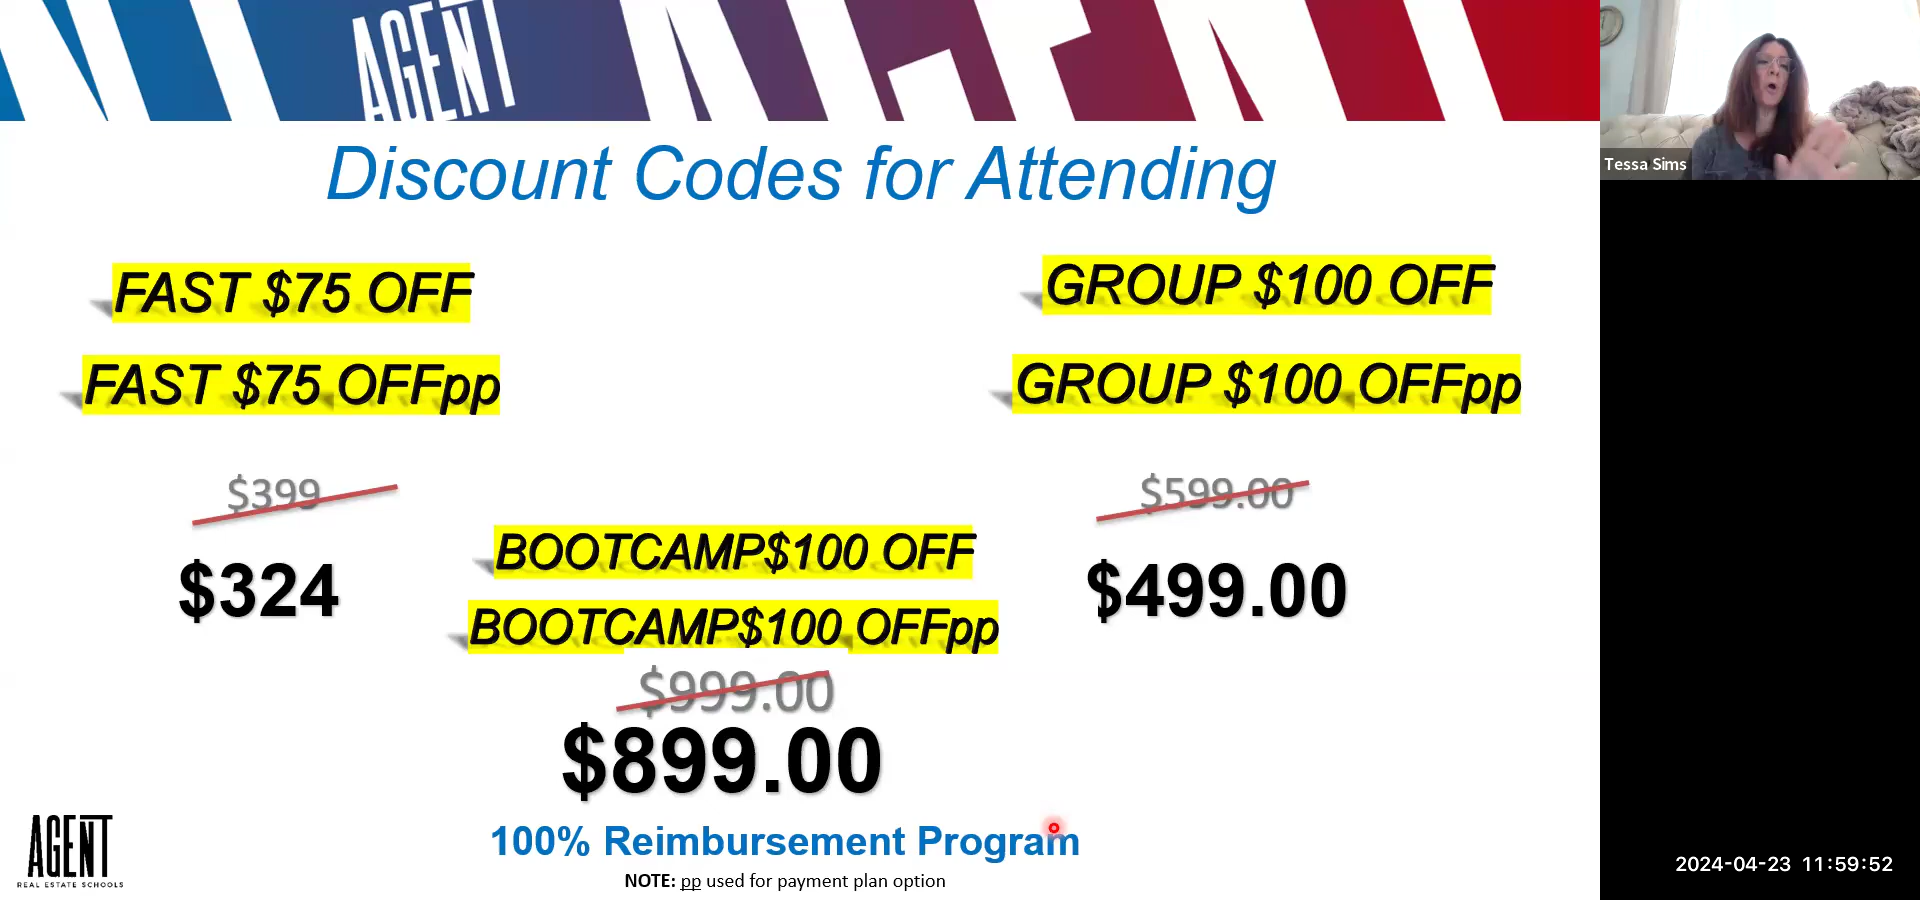 AGENT
Tessa Sims
Discount Codes for Attending
FAST $75 OFF
FAST $75 OFFpp
GROUP $100 OFF
GROUP $100 OFFpp
$399
$324
$599.00
$499.00
BOOTCAMP$100 OFF
BOOTCAMP$100 OFFpp
$999.00
$899.00
100% Reimbursement Program
NOTE: pp used for payment plan option
AGENT
REAL ESTATE SCHOOLS
2024-04-23 11:59:52